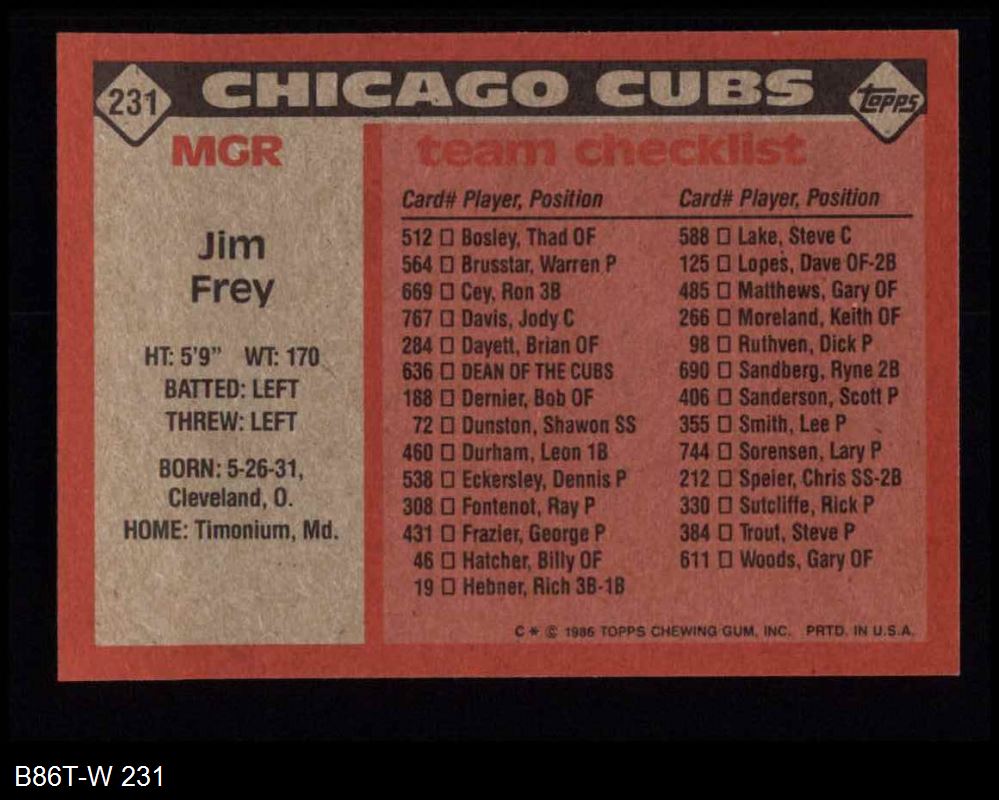 231
CHICAGO CUBS
Topps
MGR
Jim
Frey
HT: 5'9" WT: 170
BATTED: LEFT
THREW: LEFT
BORN: 5-26-31,
Cleveland, O.
HOME: Timonium, Md.
team checklist
Card# Player, Position
512 ☐ Bosley, Thad OF
564 ☐ Brusstar, Warren P
669 ☐ Cey, Ron 3B
767 ☐ Davis, Jody C
284 ☐ Dayett, Brian OF
636 ☐ DEAN OF THE CUBS
188 ☐ Dernier, Bob OF
72 ☐ Dunston, Shawon SS
460 ☐ Durham, Leon 1B
538 ☐ Eckersley, Dennis P
308 ☐ Fontenot, Ray P
431 ☐ Frazier, George P
46 ☐ Hatcher, Billy OF
19 ☐ Hebner, Rich 3B-1B
Card# Player, Position
588 ☐ Lake, Steve C
125 ☐ Lopes, Dave OF-2B
485 ☐ Matthews, Gary OF
266 ☐ Moreland, Keith OF
98 ☐ Ruthven, Dick P
690 ☐ Sandberg, Ryne 2B
406 ☐ Sanderson, Scott P
355 ☐ Smith, Lee P
744 ☐ Sorensen, Lary P
212 ☐ Speier, Chris SS-2B
330 ☐ Sutcliffe, Rick P
384 ☐ Trout, Steve P
611 ☐ Woods, Gary OF
C * © 1986 TOPPS CHEWING GUM, INC. PRTD. IN U.S.A.
B86T-W 231